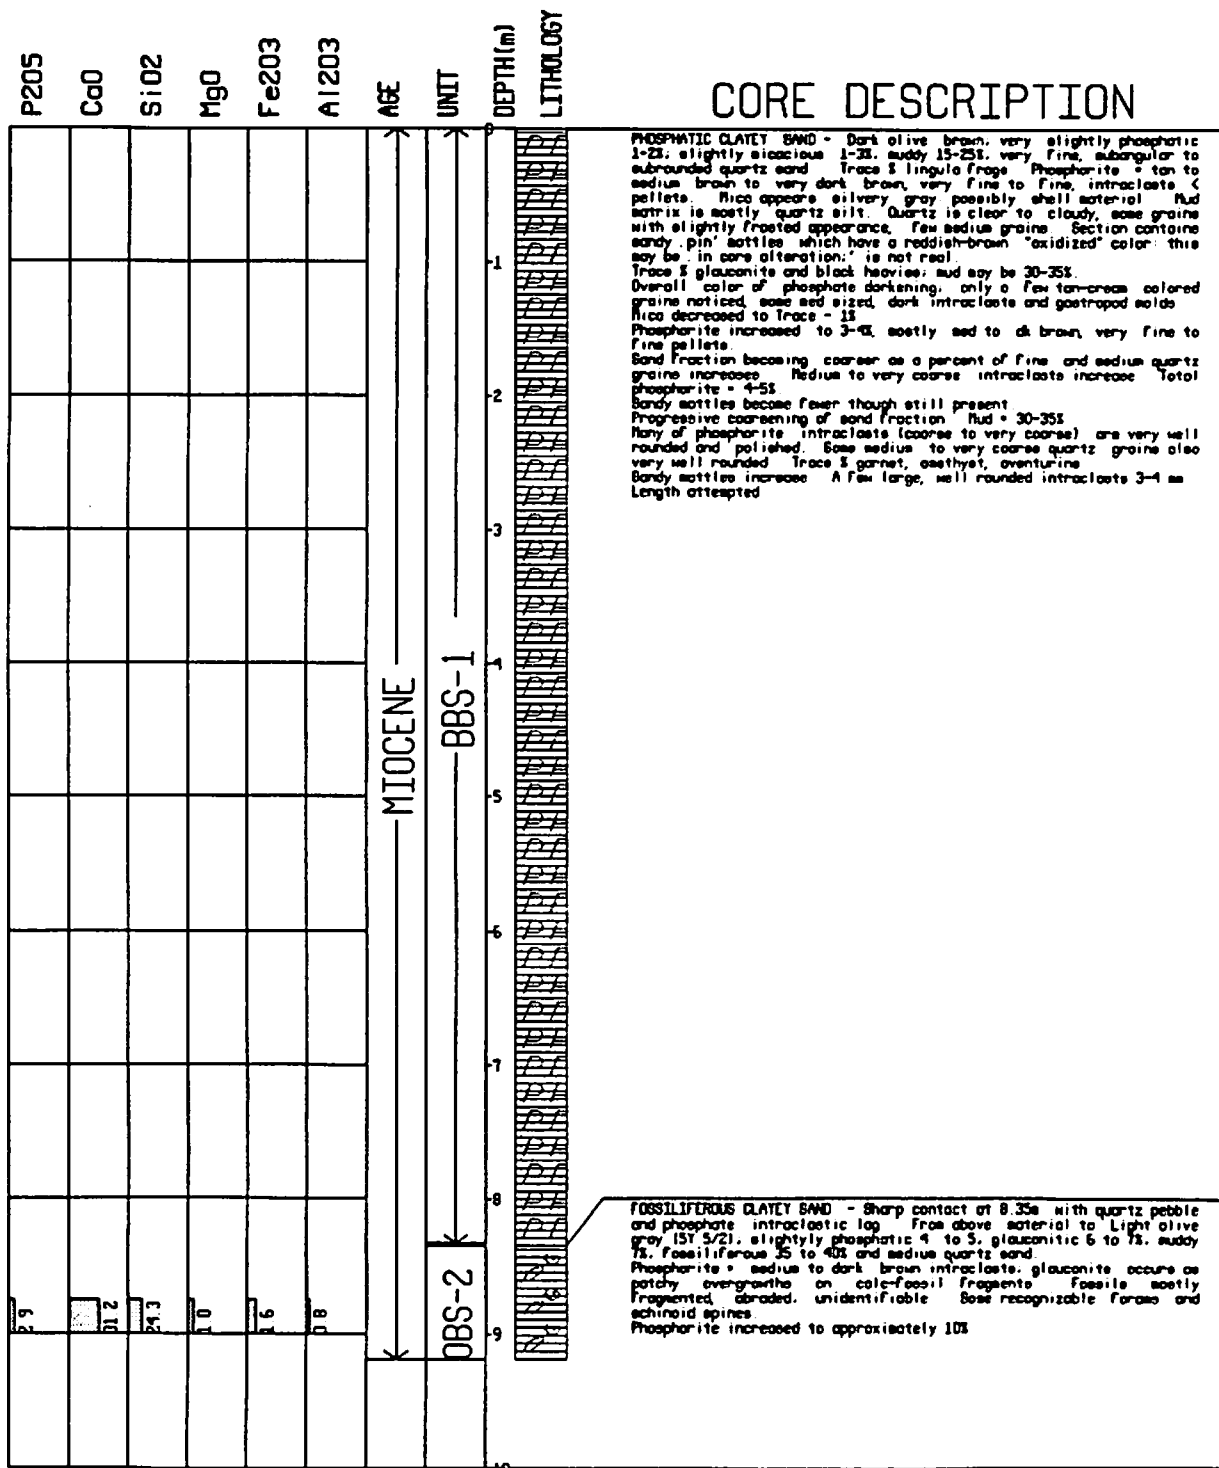 P2O5
CaO
SiO2
MgO
Fe2O3
Al2O3
AGE
UNIT
DEPTH(m)
LITHOLOGY
CORE DESCRIPTION
PHOSPHATIC CLAYEY SAND - Dark olive brown, very slightly phosphatic
1-2%; slightly micacious 1-3%, muddy 15-25%, very fine, subangular to
subrounded quartz sand Trace % lingula frags Phosphorite = tan to
medium brown to very dark brown, very fine to fine, intraclasts <
pellets. Mica appears silvery gray possibly shell material Mud
matrix is mostly quartz silt. Quartz is clear to cloudy, some grains
with slightly frosted appearance, few medium grains. Section contains
sandy 'pin' mottles which have a reddish-brown "oxidized" color: this
may be in core alteration; is not real.
Trace % glauconite and black heavies; mud may be 30-35%.
Overall color of phosphate darkening, only a few tan-cream colored
grains noticed, some med sized, dark intraclasts and gastropod molds
Mica decreased to Trace - 1%
Phosphorite increased to 3-4%, mostly med to dk brown, very fine to
fine pellets.
Sand fraction becoming coarser as a percent of fine and medium quartz
grains increases Medium to very coarse intraclasts increase Total
phosphorite = 4-5%
Sandy mottles become fewer though still present
Progressive coarsening of sand fraction Mud = 30-35%
Many of phosphorite intraclasts (coarse to very coarse) are very well
rounded and polished. Some medium to very coarse quartz grains also
very well rounded Trace % garnet, amethyst, aventurine
Sandy mottles increase A few large, well rounded intraclasts 3-4 mm
Length attempted
0
-1
-2
-3
-4
-5
-6
-7
-8
-9
10
MIOCENE
BBS-1
OBS-2
2.9
31.2
24.3
1.0
1.6
0.8
FOSSILIFEROUS CLAYEY SAND - Sharp contact at 8.35m with quartz pebble
and phosphate intraclastic lag From above material to Light olive
gray (5Y 5/2), slightyly phosphatic 4 to 5, glauconitic 6 to 7%, muddy
7%, fossiliferous 35 to 40% and medium quartz sand.
Phosphorite = medium to dark brown intraclasts, glauconite occurs as
patchy overgrowths on calc-fossil fragments Fossils mostly
fragmented, abraded, unidentifiable Some recognizable forams and
echinoid spines
Phosphorite increased to approximately 10%